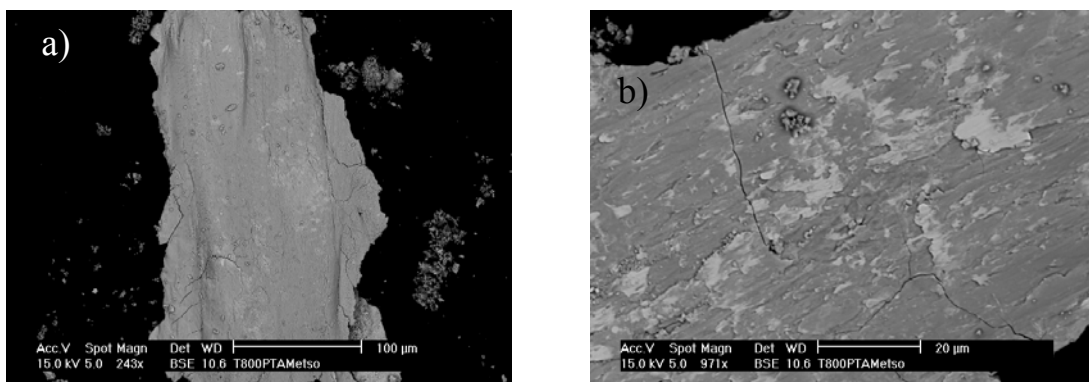 a)
Acc.V Spot Magn Det WD 100 µm
15.0 kV 5.0 243x BSE 10.6 T800PTAMetso
b)
Acc.V Spot Magn Det WD 20 µm
15.0 kV 5.0 971x BSE 10.6 T800PTAMetso